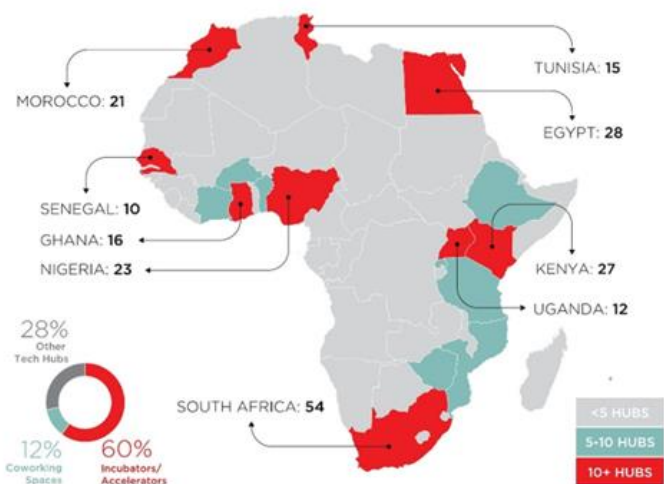 TUNISIA: 15
MOROCCO: 21
EGYPT: 28
SENEGAL: 10
GHANA: 16
NIGERIA: 23
KENYA: 27
UGANDA: 12
28%
Other
Tech Hubs
SOUTH AFRICA: 54
12%
Coworking
Spaces
60%
Incubators/
Accelerators
<5 HUBS
5-10 HUBS
10+ HUBS